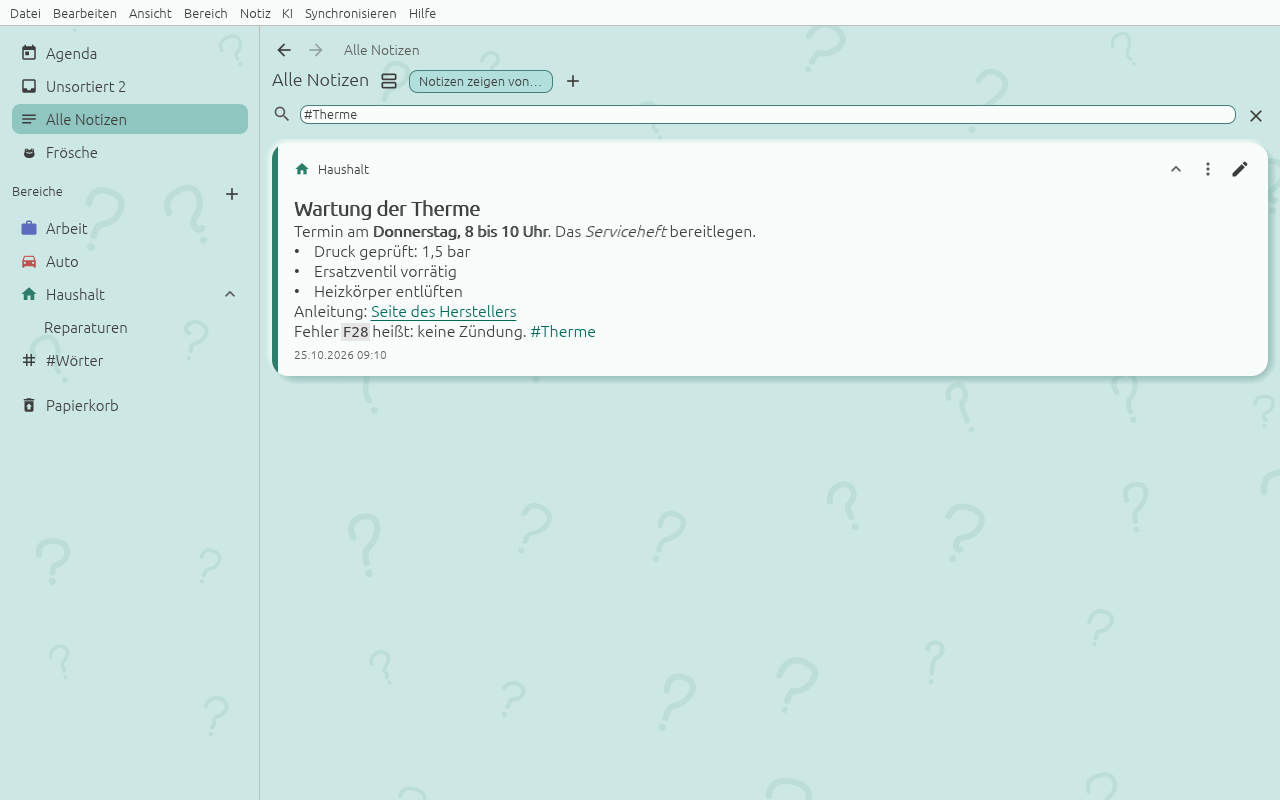 Datei Bearbeiten Ansicht Bereich Notiz KI Synchronisieren Hilfe
Agenda
Unsortiert 2
Alle Notizen
Frösche
Bereiche
Arbeit
Auto
Haushalt
Reparaturen
#Wörter
Papierkorb
Alle Notizen
Alle Notizen Notizen zeigen von…
#Therme
Haushalt
Wartung der Therme
Termin am Donnerstag, 8 bis 10 Uhr. Das Serviceheft bereitlegen.
• Druck geprüft: 1,5 bar
• Ersatzventil vorrätig
• Heizkörper entlüften
Anleitung: Seite des Herstellers
Fehler F28 heißt: keine Zündung. #Therme
25.10.2026 09:10